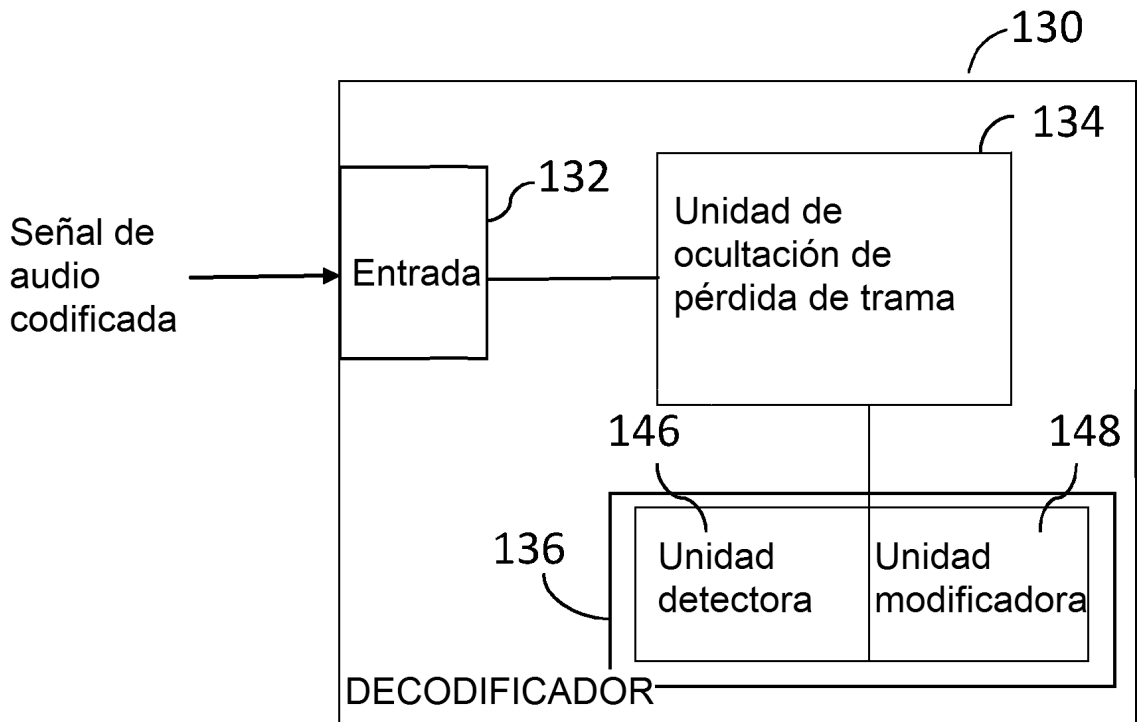 130
134
132
Señal de
audio
codificada
Entrada
Unidad de
ocultación de
pérdida de trama
146
148
136
Unidad
detectora
Unidad
modificadora
DECODIFICADOR